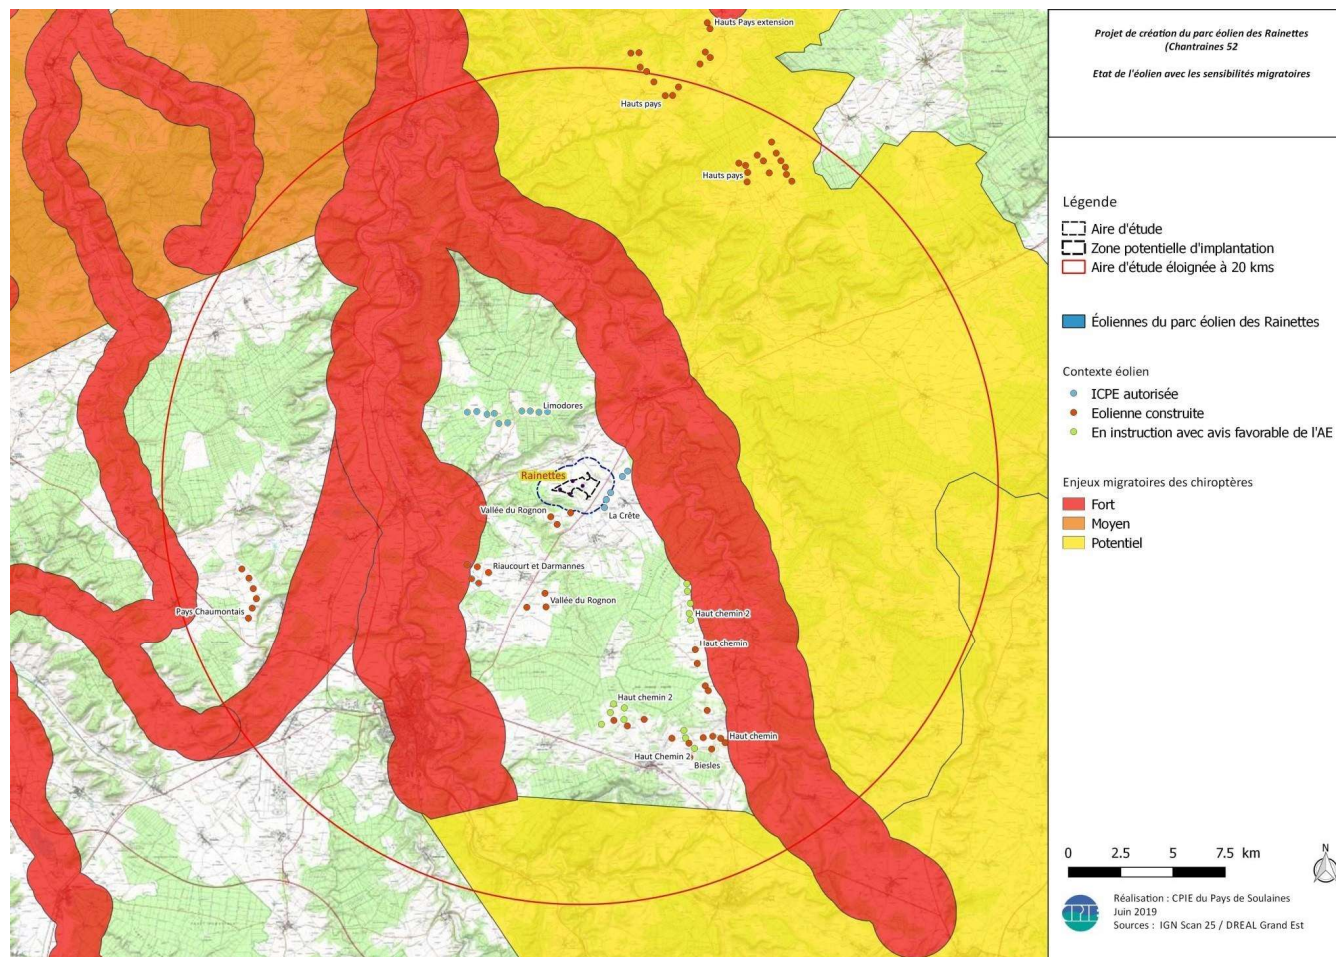 Hauts Pays extension
Hauts pays
Hauts pays
Limodores
Rainettes
Vallée du Rognon
La Crête
Riaucourt et Darmannes
Vallée du Rognon
Pays Chaumontais
Haut chemin 2
Haut chemin
Haut chemin 2
Haut chemin
Haut Chemin 2
Biesles
Projet de création du parc éolien des Rainettes
(Chantraines 52
Etat de l'éolien avec les sensibilités migratoires
Légende
Aire d'étude
Zone potentielle d'implantation
Aire d'étude éloignée à 20 kms
Éoliennes du parc éolien des Rainettes
Contexte éolien
ICPE autorisée
Eolienne construite
En instruction avec avis favorable de l'AE
Enjeux migratoires des chiroptères
Fort
Moyen
Potentiel
0 2.5 5 7.5 km
N
CPIE
Réalisation : CPIE du Pays de Soulaines
Juin 2019
Sources : IGN Scan 25 / DREAL Grand Est